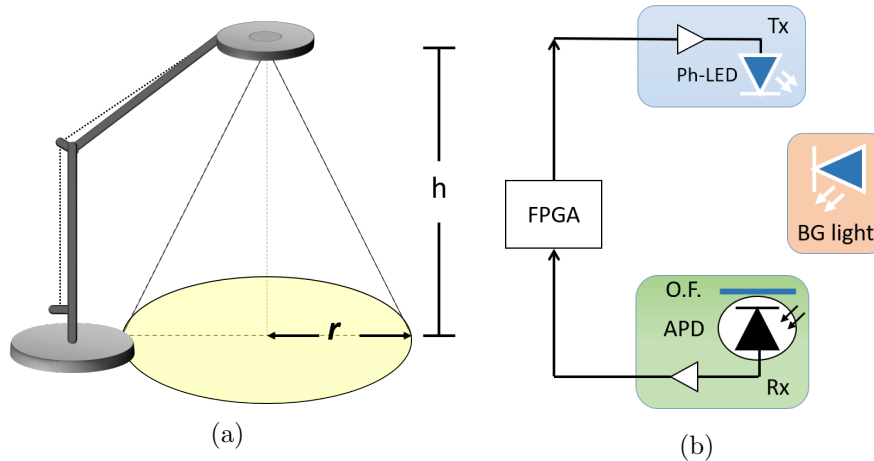 h
r
(a)
Tx
Ph-LED
FPGA
BG light
O.F.
APD
Rx
(b)